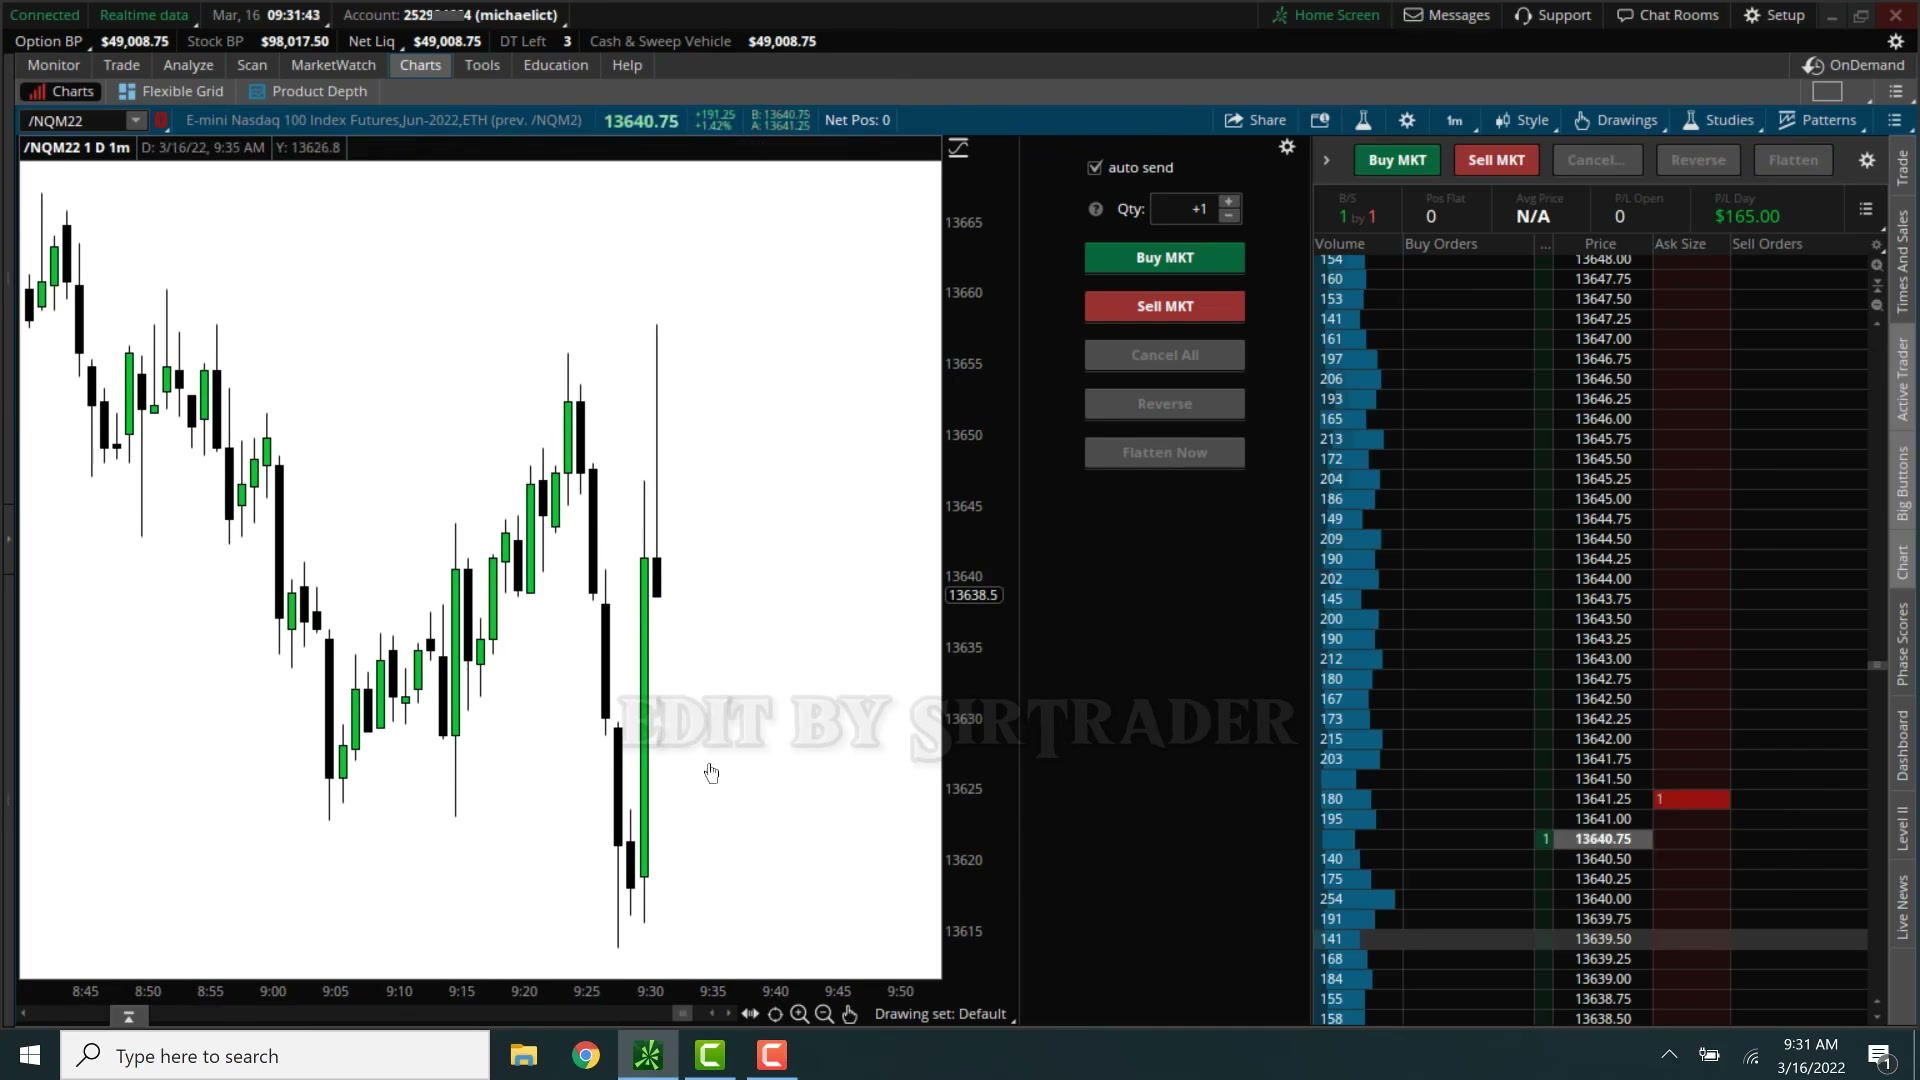 Connected Realtime data Mar, 16 09:31:43 Account: 2529 4 (michaelict) Home Screen Messages Support Chat Rooms Setup
Option BP $49,008.75 Stock BP $98,017.50 Net Liq $49,008.75 DT Left 3 Cash & Sweep Vehicle $49,008.75
Monitor Trade Analyze Scan MarketWatch Charts Tools Education Help OnDemand
Charts Flexible Grid Product Depth
/NQM22 E-mini Nasdaq 100 Index Futures,Jun-2022,ETH (prev. /NQM2) 13640.75 +191.25 B: 13640.75 Net Pos: 0 Share 1m Style Drawings Studies Patterns
+1.42% A: 13641.25
/NQM22 1 D 1m D: 3/16/22, 9:35 AM Y: 13626.8
13665
13660
13655
13650
13645
13640
13638.5
13635
13630
13625
13620
13615
8:45 8:50 8:55 9:00 9:05 9:10 9:15 9:20 9:25 9:30 9:35 9:40 9:45 9:50
Drawing set: Default
EDIT BY SIRTRADER
auto send
Qty: +1
Buy MKT
Sell MKT
Cancel All
Reverse
Flatten Now
Buy MKT Sell MKT Cancel... Reverse Flatten
B/S Pos Flat Avg Price P/L Open P/L Day
1 by 1 0 N/A 0 $165.00
Volume Buy Orders ... Price Ask Size Sell Orders
154 13648.00
160 13647.75
153 13647.50
141 13647.25
161 13647.00
197 13646.75
206 13646.50
193 13646.25
165 13646.00
213 13645.75
172 13645.50
204 13645.25
186 13645.00
149 13644.75
209 13644.50
190 13644.25
202 13644.00
145 13643.75
200 13643.50
190 13643.25
212 13643.00
180 13642.75
167 13642.50
173 13642.25
215 13642.00
203 13641.75
13641.50
180 13641.25 1
195 13641.00
1 13640.75
140 13640.50
175 13640.25
254 13640.00
191 13639.75
141 13639.50
168 13639.25
184 13639.00
155 13638.75
158 13638.50
Trade
Times And Sales
Active Trader
Big Buttons
Chart
Phase Scores
Dashboard
Level II
Live News
Type here to search
9:31 AM
3/16/2022
1